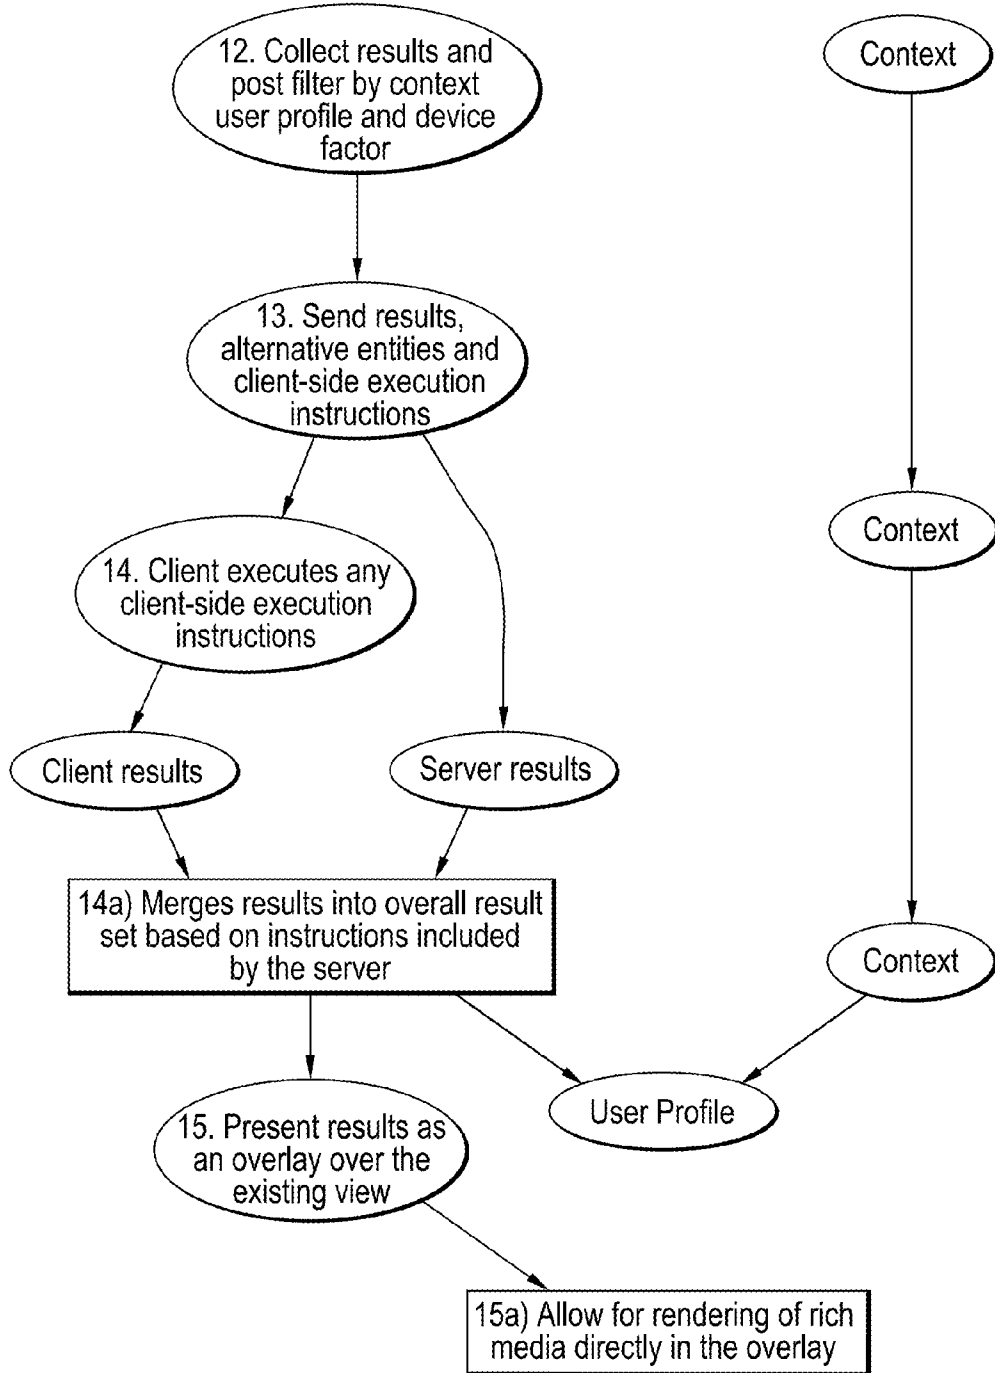 12. Collect results and
post filter by context
user profile and device
factor
Context
13. Send results,
alternative entities and
client-side execution
instructions
Context
14. Client executes any
client-side execution
instructions
Client results
Server results
14a) Merges results into overall result
set based on instructions included
by the server
Context
User Profile
15. Present results as
an overlay over the
existing view
15a) Allow for rendering of rich
media directly in the overlay